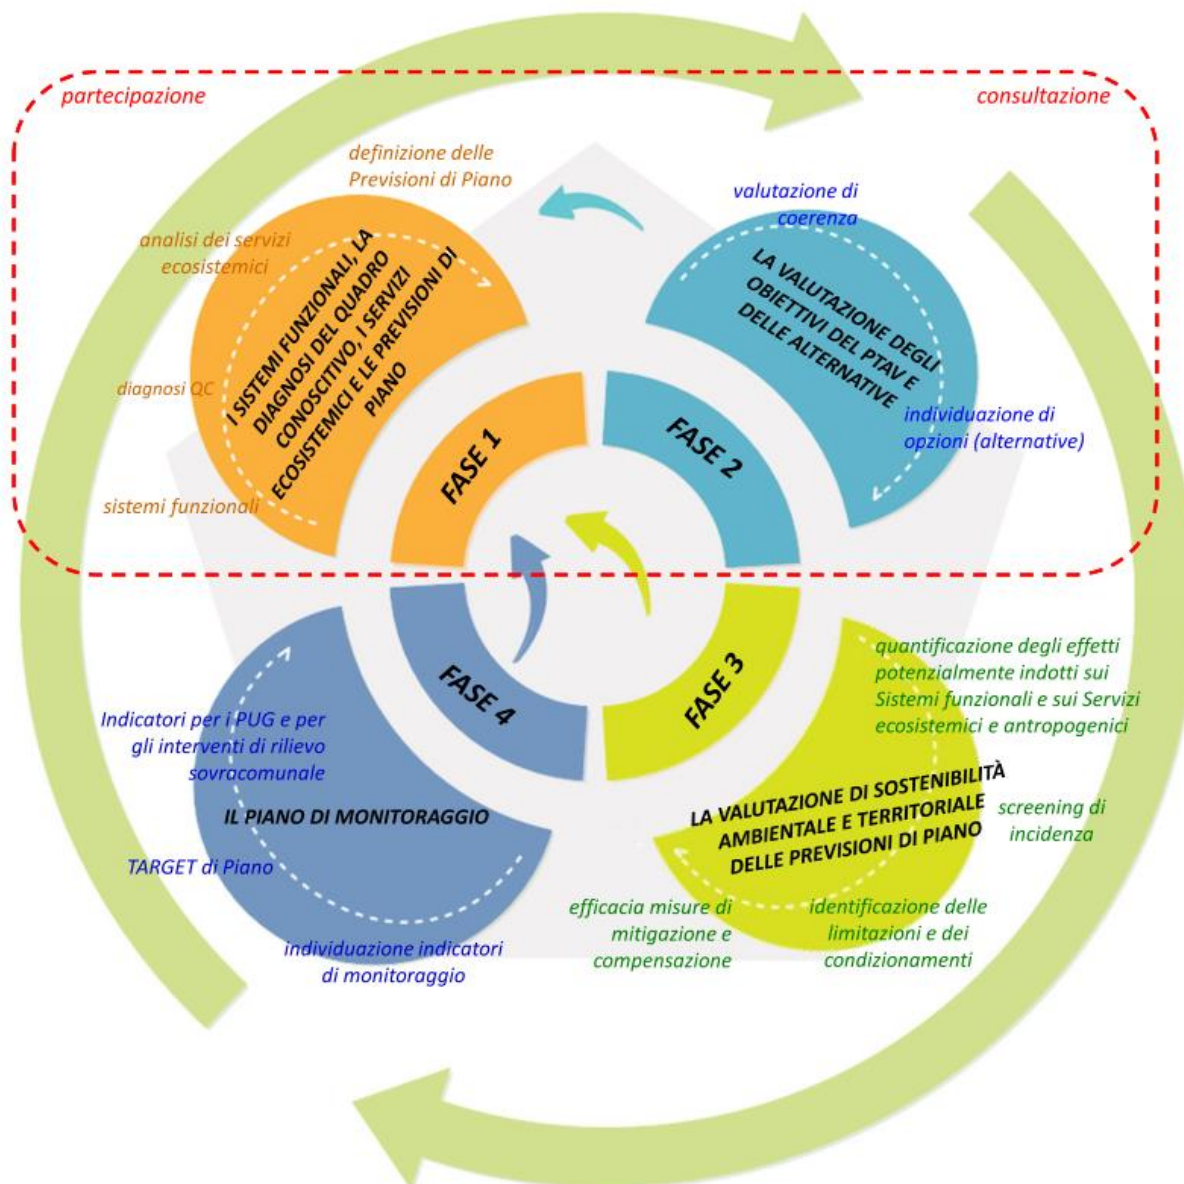 partecipazione
consultazione
definizione delle
Previsioni di Piano
analisi dei servizi
ecosistemici
diagnosi QC
sistemi funzionali
I SISTEMI FUNZIONALI, LA
DIAGNOSI DEL QUADRO
CONOSCITIVO, I SERVIZI
ECOSISTEMICI E LE PREVISIONI DI
PIANO
FASE 1
valutazione di
coerenza
LA VALUTAZIONE DEGLI
OBIETTIVI DEL PTAV E
DELLE ALTERNATIVE
individuazione di
opzioni (alternative)
FASE 2
FASE 3
quantificazione degli effetti
potenzialmente indotti sui
Sistemi funzionali e sui Servizi
ecosistemici e antropogenici
LA VALUTAZIONE DI SOSTENIBILITÀ
AMBIENTALE E TERRITORIALE
DELLE PREVISIONI DI PIANO
screening di
incidenza
identificazione delle
limitazioni e dei
condizionamenti
efficacia misure di
mitigazione e
compensazione
FASE 4
Indicatori per i PUG e per
gli interventi di rilievo
sovracomunale
IL PIANO DI MONITORAGGIO
TARGET di Piano
individuazione indicatori
di monitoraggio